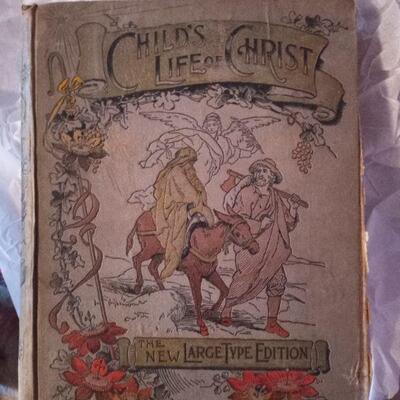 CHILD'S
LIFE OF CHRIST
THE
NEW LARGE TYPE EDITION